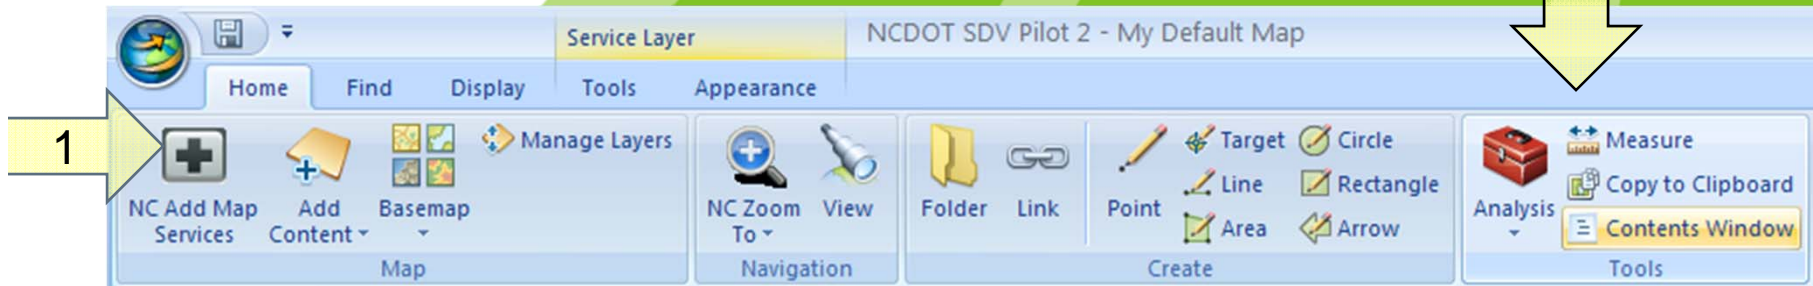 Service Layer
NCDOT SDV Pilot 2 - My Default Map
Home Find Display Tools Appearance
1
NC Add Map Services
Add Content
Basemap
Manage Layers
Map
NC Zoom To
View
Navigation
Folder
Link
Point
Target
Line
Area
Circle
Rectangle
Arrow
Create
Analysis
Measure
Copy to Clipboard
Contents Window
Tools